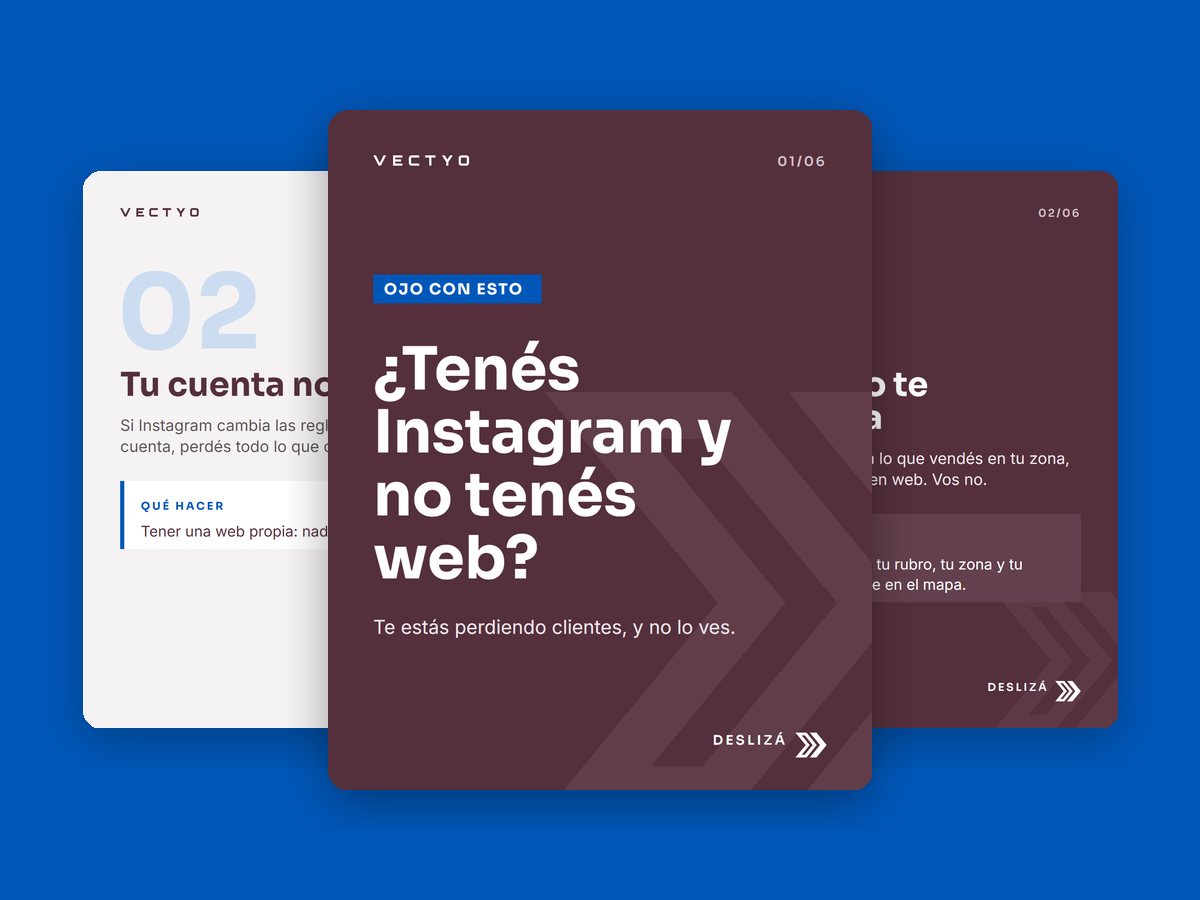 VECTYO
02
Tu cuenta no
Si Instagram cambia las
cuenta, perdés todo lo que
QUÉ HACER
Tener una web propia:
VECTYO
01/06
OJO CON ESTO
¿Tenés
Instagram y
no tenés
web?
Te estás perdiendo clientes, y no lo ves.
DESLIZÁ
02/06
te
lo que vendés en tu zona,
en web. Vos no.
tu rubro, tu zona y tu
en el mapa.
DESLIZÁ